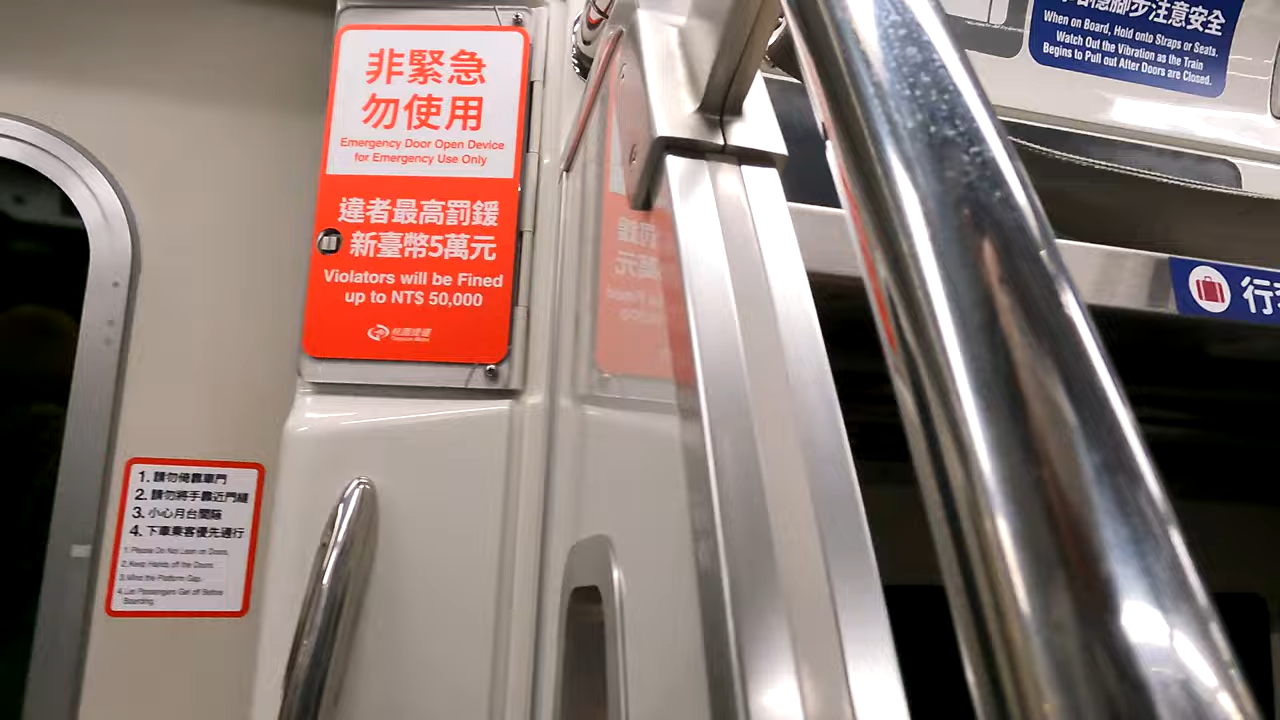 非緊急
勿使用
Emergency Door Open Device
for Emergency Use Only
違者最高罰鍰
新臺幣5萬元
Violators will be Fined
up to NT$ 50,000
桃園捷運
Taoyuan Metro
1. 請勿倚靠車門
2. 請勿將手靠近門縫
3. 小心月台間隙
4. 下車乘客優先通行
1. Please Do Not Lean on Doors.
2. Keep Hands off the Doors.
3. Mind the Platform Gap.
4. Let Passengers Get off Before
Boarding.
穩腳步注意安全
When on Board, Hold onto Straps or Seats.
Watch Out the Vibration as the Train
Begins to Pull out After Doors are Closed.
行